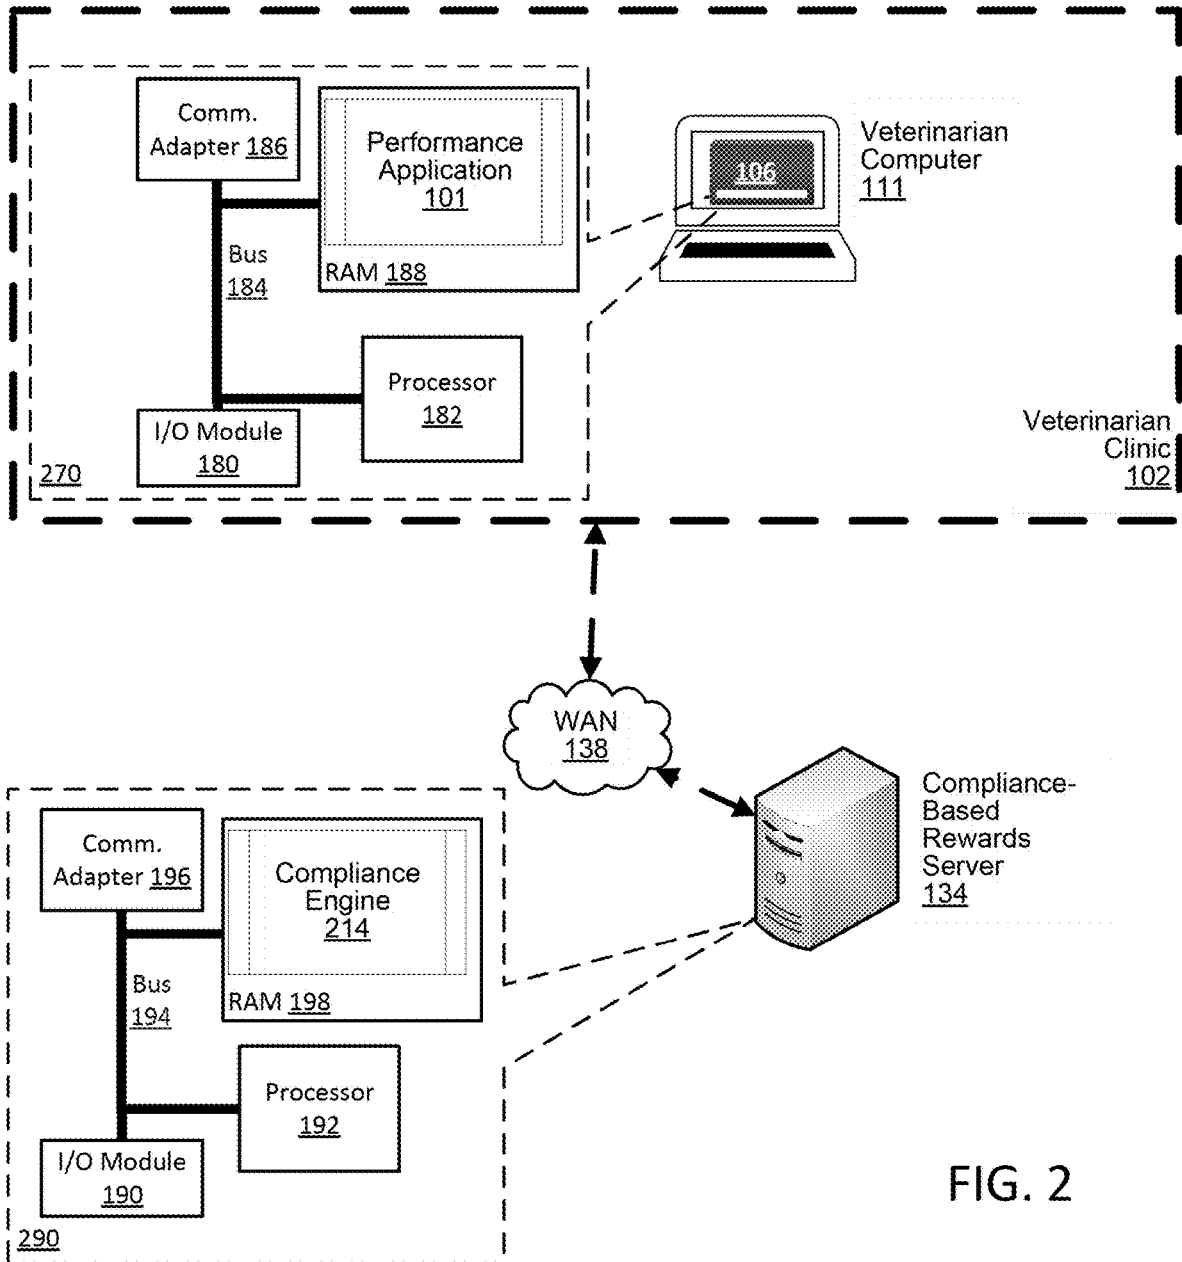 Comm.
Adapter 186
Performance
Application
101
RAM 188
Bus
184
Processor
182
I/O Module
180
270
106
Veterinarian
Computer
111
Veterinarian
Clinic
102
WAN
138
Compliance-
Based
Rewards
Server
134
Comm.
Adapter 196
Compliance
Engine
214
RAM 198
Bus
194
Processor
192
I/O Module
190
290
FIG. 2